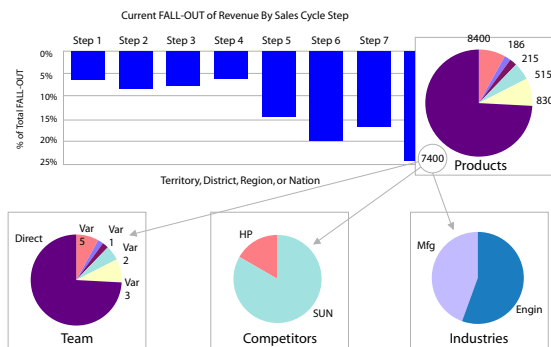 Current FALL-OUT of Revenue By Sales Cycle Step
Step 1 Step 2 Step 3 Step 4 Step 5 Step 6 Step 7
% of Total FALL-OUT
0%
5%
10%
15%
20%
25%
Territory, District, Region, or Nation
8400
186
215
515
830
7400
Products
Direct
Var
5
Var
1
Var
2
Var
3
Team
HP
SUN
Competitors
Mfg
Engin
Industries